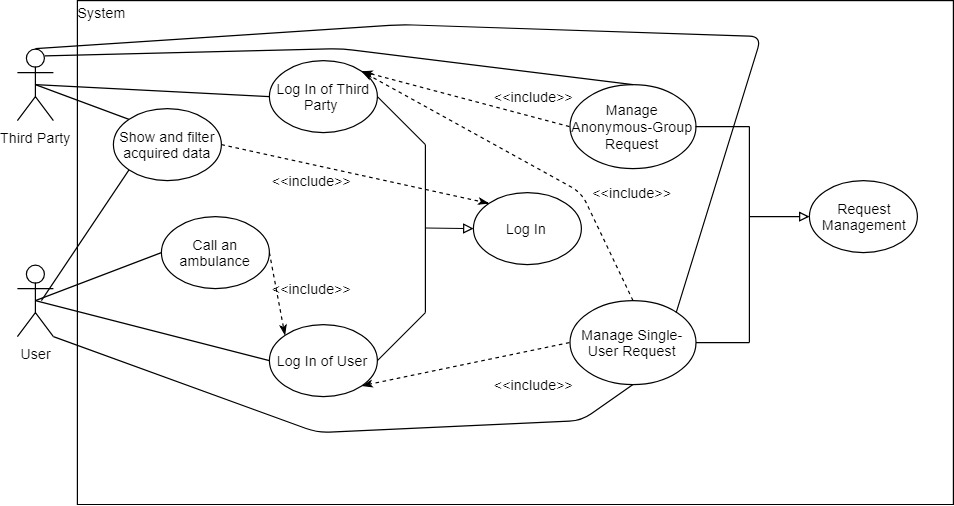 System
Third Party
Log In of Third
Party
<<include>>
Manage
Anonymous-Group
Request
Show and filter
acquired data
<<include>>
<<include>>
Log In
Request
Management
Call an
ambulance
<<include>>
User
Log In of User
Manage Single-
User Request
<<include>>